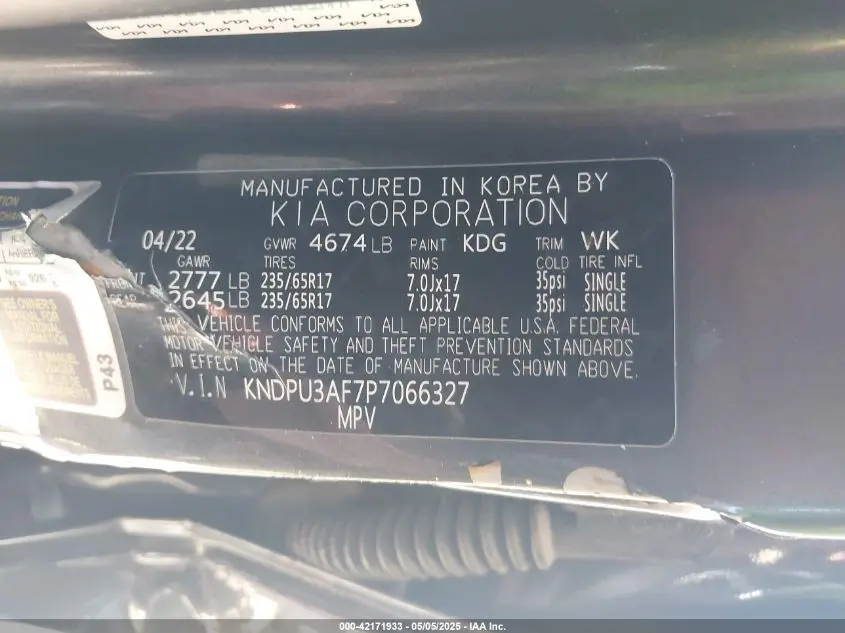 MANUFACTURED IN KOREA BY
KIA CORPORATION
04/22 GVWR 4674 LB PAINT KDG TRIM WK
GAWR TIRES RIMS COLD TIRE INFL
2777 LB 235/65R17 7.0Jx17 35psi SINGLE
2645 LB 235/65R17 7.0Jx17 35psi SINGLE
THIS VEHICLE CONFORMS TO ALL APPLICABLE U.S.A. FEDERAL
MOTOR VEHICLE SAFETY AND THEFT PREVENTION STANDARDS
IN EFFECT ON THE DATE OF MANUFACTURE SHOWN ABOVE.
V.I.N KNDPU3AF7P7066327
MPV
P43
000-42171933 - 05/05/2025 - IAA Inc.